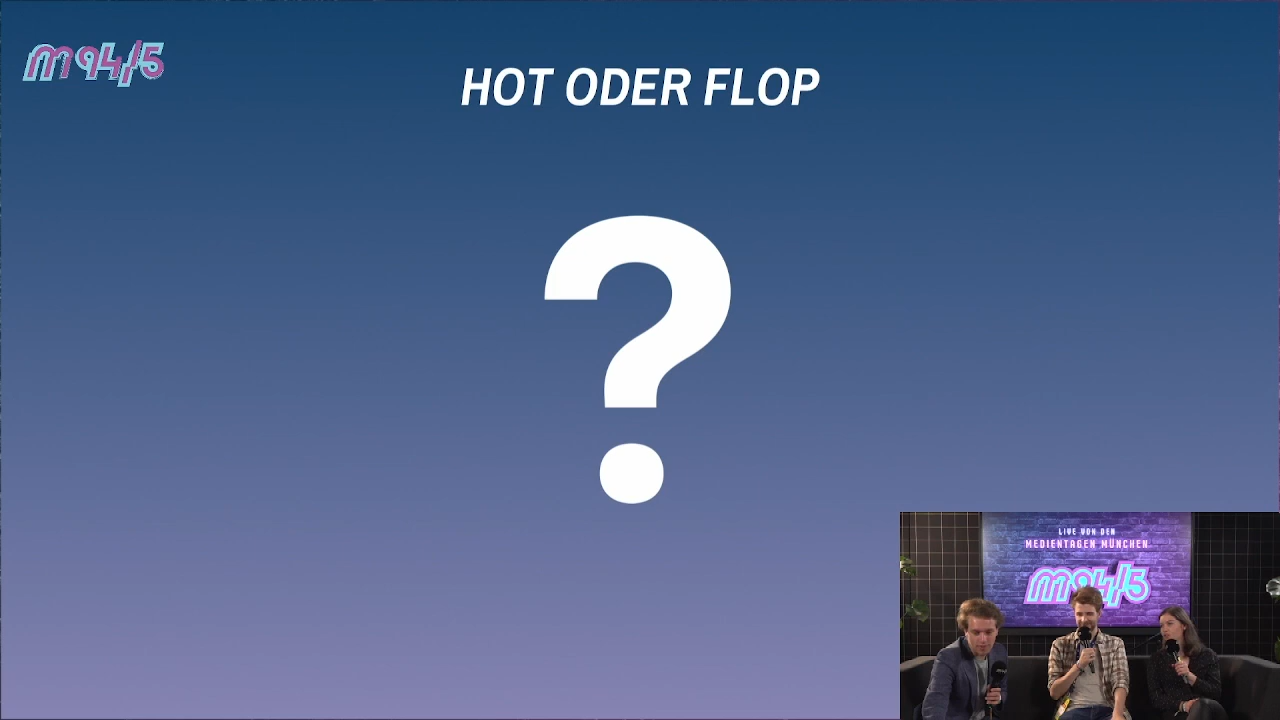 M94/5
HOT ODER FLOP
?
LIVE VON DEN
MEDIENTAGEN MÜNCHEN
M94/5